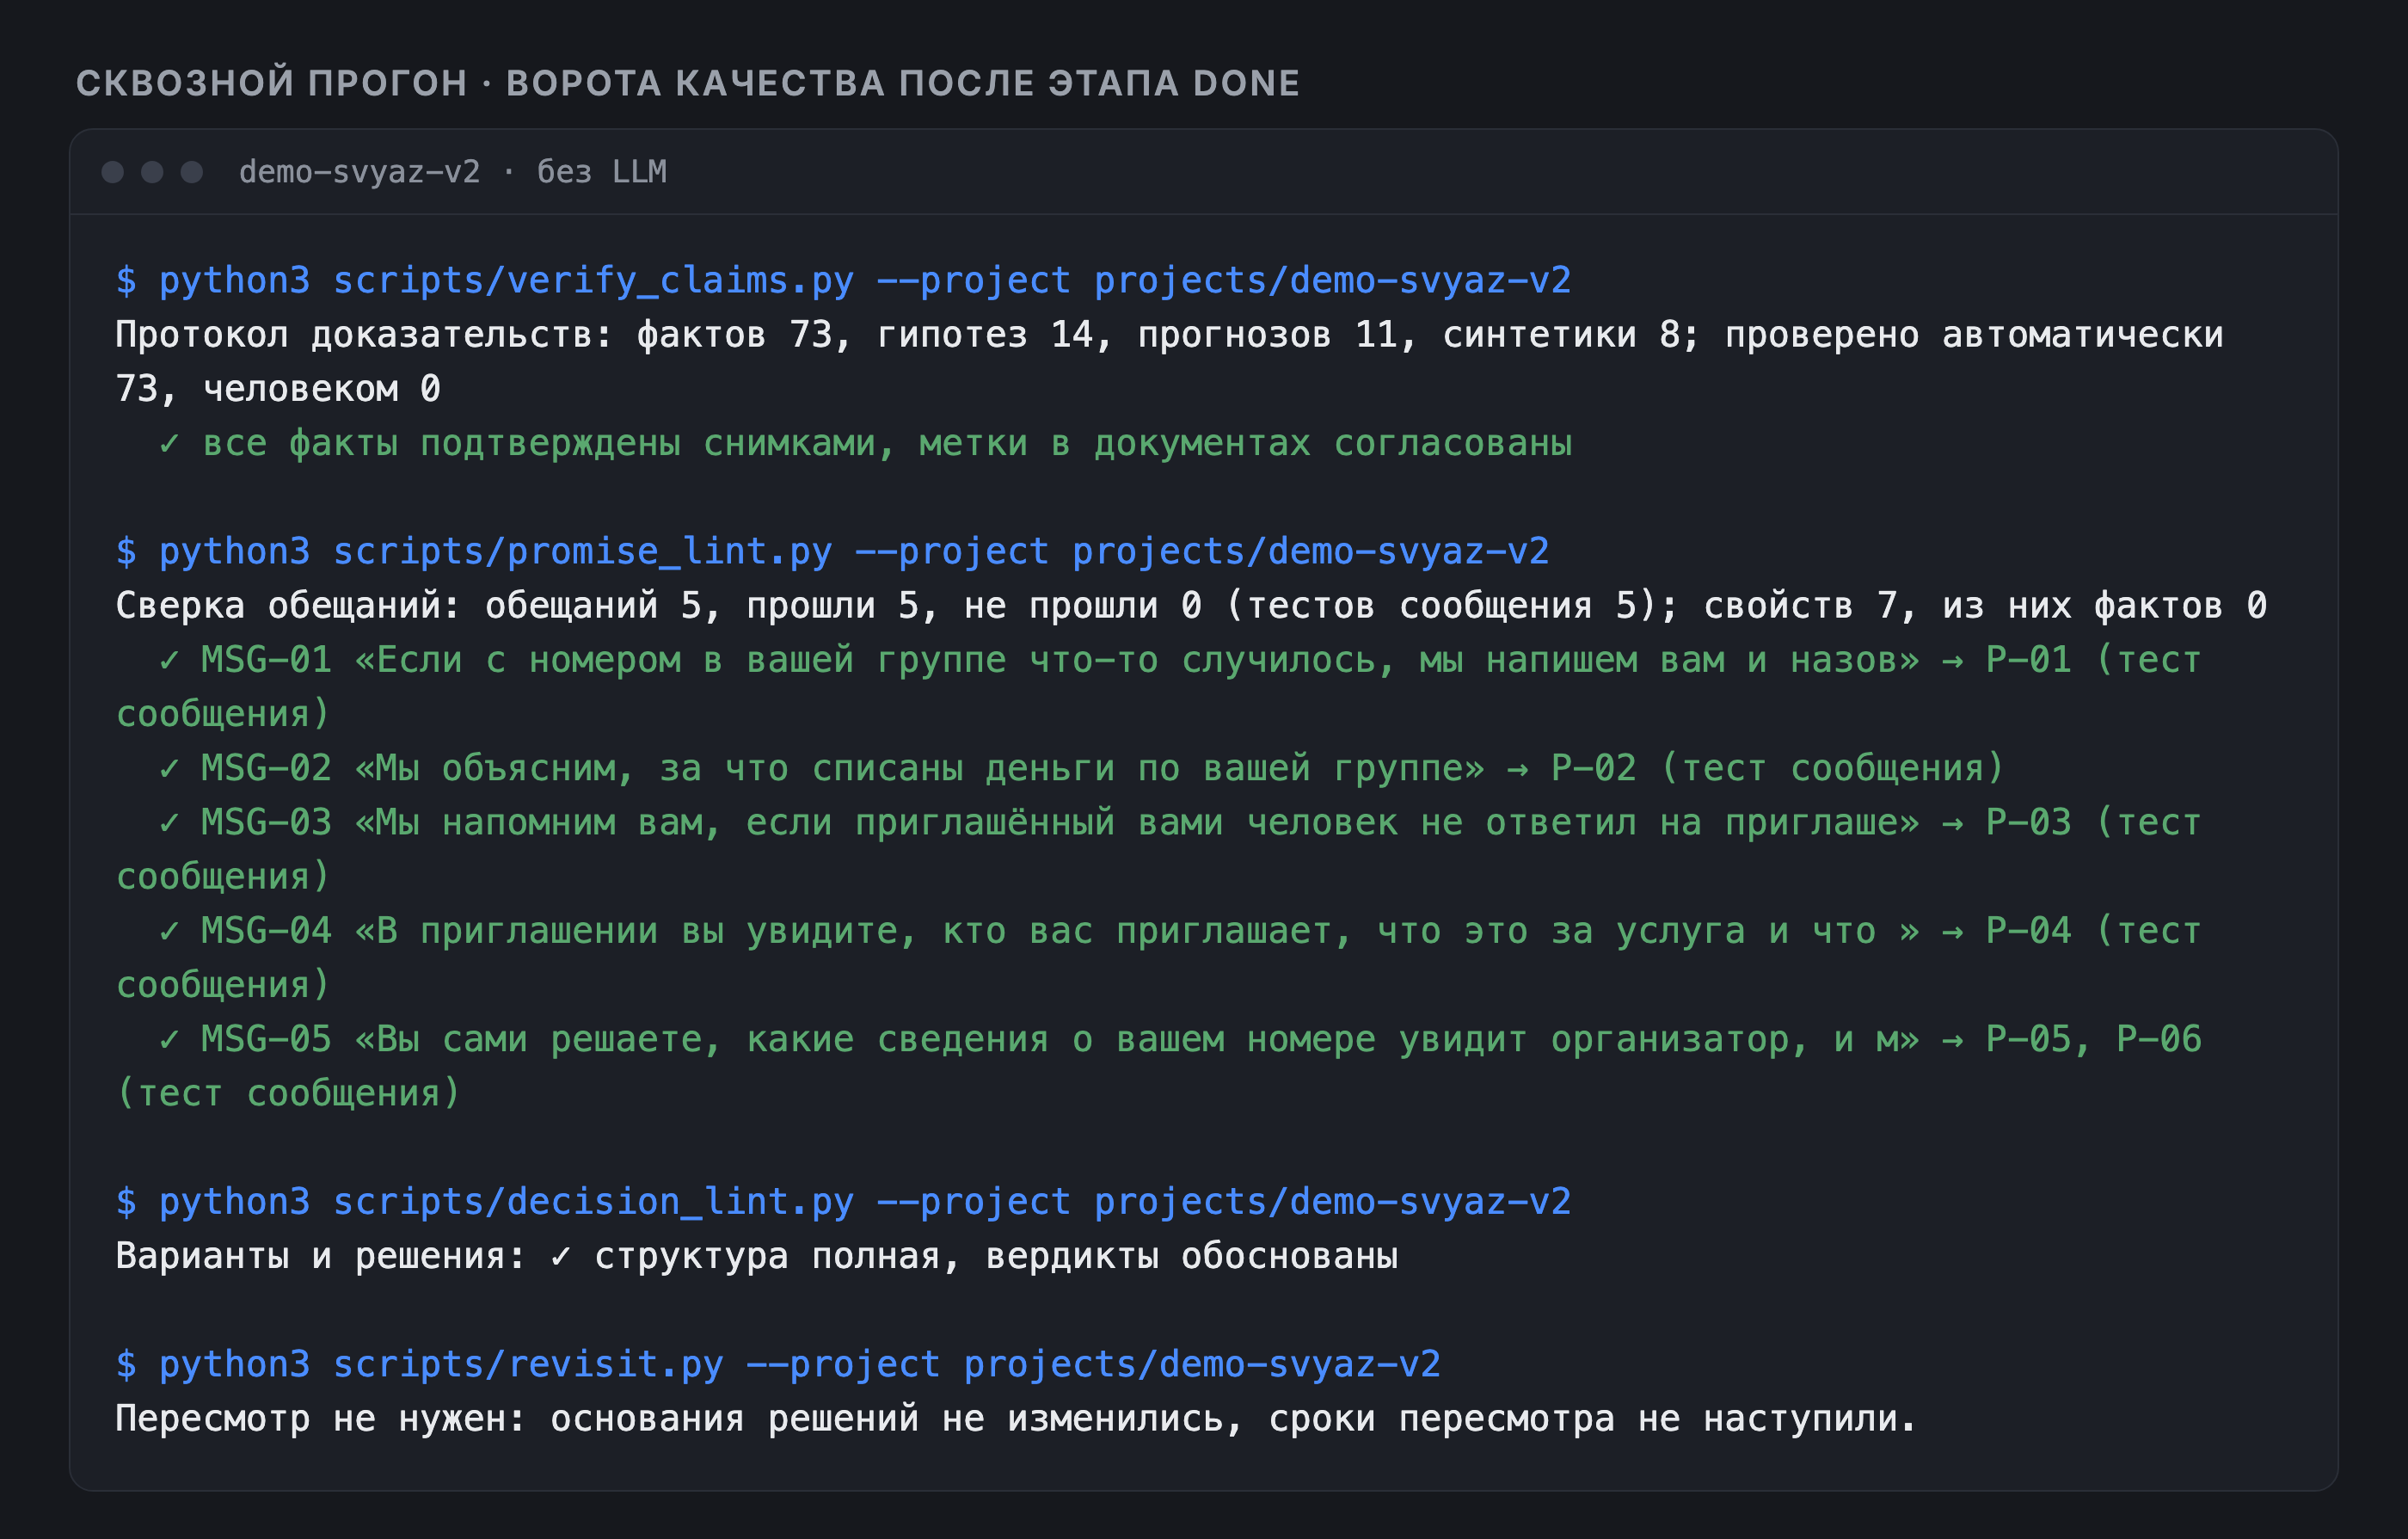 СКВОЗНОЙ ПРОГОН · ВОРОТА КАЧЕСТВА ПОСЛЕ ЭТАПА DONE
demo-svyaz-v2 · без LLM
$ python3 scripts/verify_claims.py --project projects/demo-svyaz-v2
Протокол доказательств: фактов 73, гипотез 14, прогнозов 11, синтетики 8; проверено автоматически
73, человеком 0
✓ все факты подтверждены снимками, метки в документах согласованы
$ python3 scripts/promise_lint.py --project projects/demo-svyaz-v2
Сверка обещаний: обещаний 5, прошли 5, не прошли 0 (тестов сообщения 5); свойств 7, из них фактов 0
✓ MSG-01 «Если с номером в вашей группе что-то случилось, мы напишем вам и назов» → P-01 (тест
сообщения)
✓ MSG-02 «Мы объясним, за что списаны деньги по вашей группе» → P-02 (тест сообщения)
✓ MSG-03 «Мы напомним вам, если приглашённый вами человек не ответил на приглаше» → P-03 (тест
сообщения)
✓ MSG-04 «В приглашении вы увидите, кто вас приглашает, что это за услуга и что » → P-04 (тест
сообщения)
✓ MSG-05 «Вы сами решаете, какие сведения о вашем номере увидит организатор, и м» → P-05, P-06
(тест сообщения)
$ python3 scripts/decision_lint.py --project projects/demo-svyaz-v2
Варианты и решения: ✓ структура полная, вердикты обоснованы
$ python3 scripts/revisit.py --project projects/demo-svyaz-v2
Пересмотр не нужен: основания решений не изменились, сроки пересмотра не наступили.